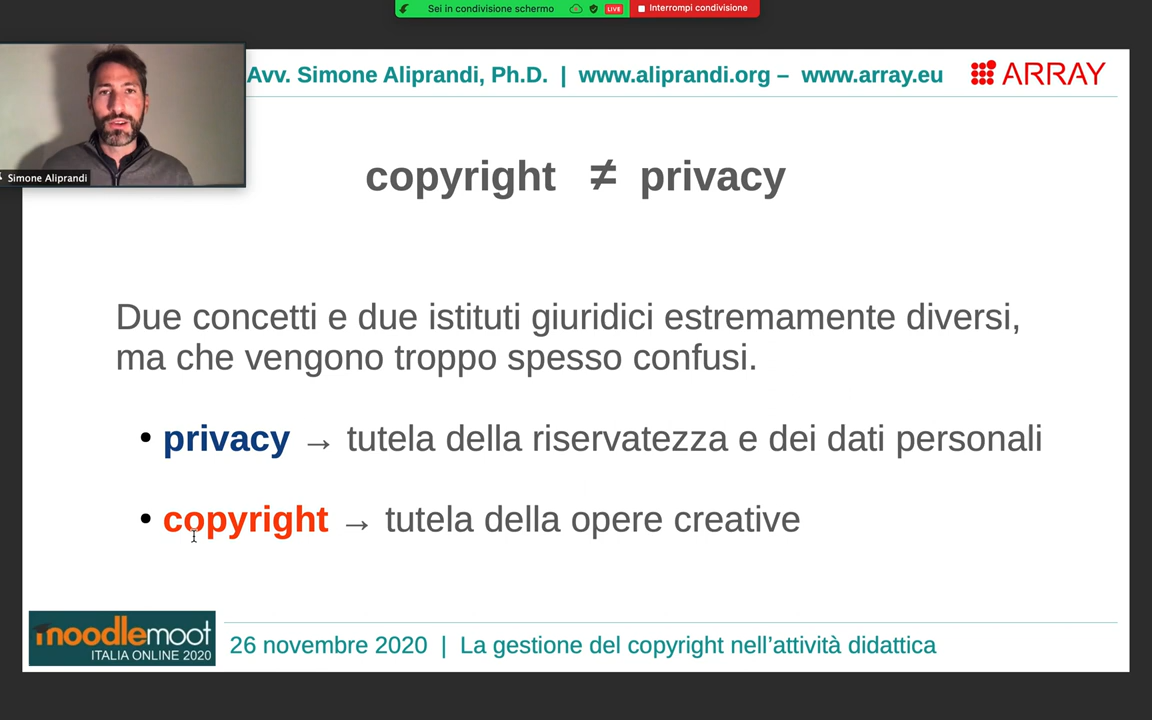 Sei in condivisione schermo LIVE Interrompi condivisione
Avv. Simone Aliprandi, Ph.D. | www.aliprandi.org – www.array.eu
ARRAY
Simone Aliprandi
copyright ≠ privacy
Due concetti e due istituti giuridici estremamente diversi,
ma che vengono troppo spesso confusi.
• privacy → tutela della riservatezza e dei dati personali
• copyright → tutela della opere creative
moodlemoot
ITALIA ONLINE 2020
26 novembre 2020 | La gestione del copyright nell’attività didattica